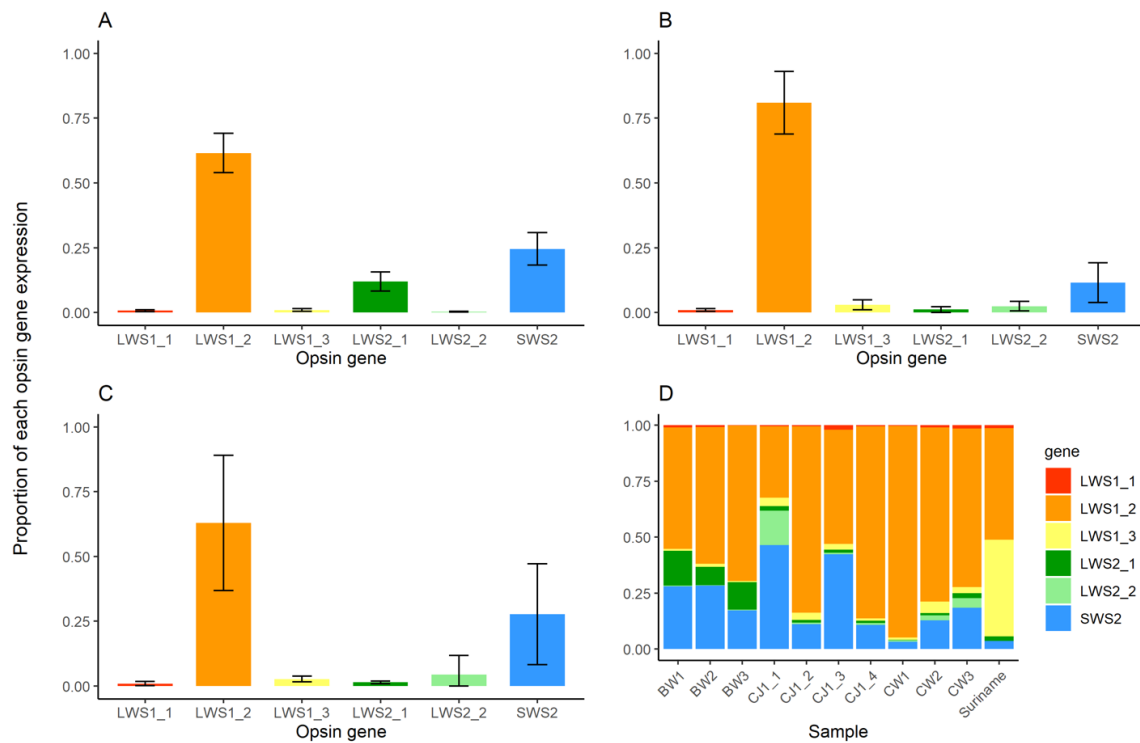 Proportion of each opsin gene expression
A
1.00
0.75
0.50
0.25
0.00
LWS1_1 LWS1_2 LWS1_3 LWS2_1 LWS2_2 SWS2
Opsin gene
B
1.00
0.75
0.50
0.25
0.00
LWS1_1 LWS1_2 LWS1_3 LWS2_1 LWS2_2 SWS2
Opsin gene
C
1.00
0.75
0.50
0.25
0.00
LWS1_1 LWS1_2 LWS1_3 LWS2_1 LWS2_2 SWS2
Opsin gene
D
1.00
0.75
0.50
0.25
0.00
BW1 BW2 BW3 CJ1_1 CJ1_2 CJ1_3 CJ1_4 CW1 CW2 CW3 Suriname
Sample
gene
LWS1_1
LWS1_2
LWS1_3
LWS2_1
LWS2_2
SWS2